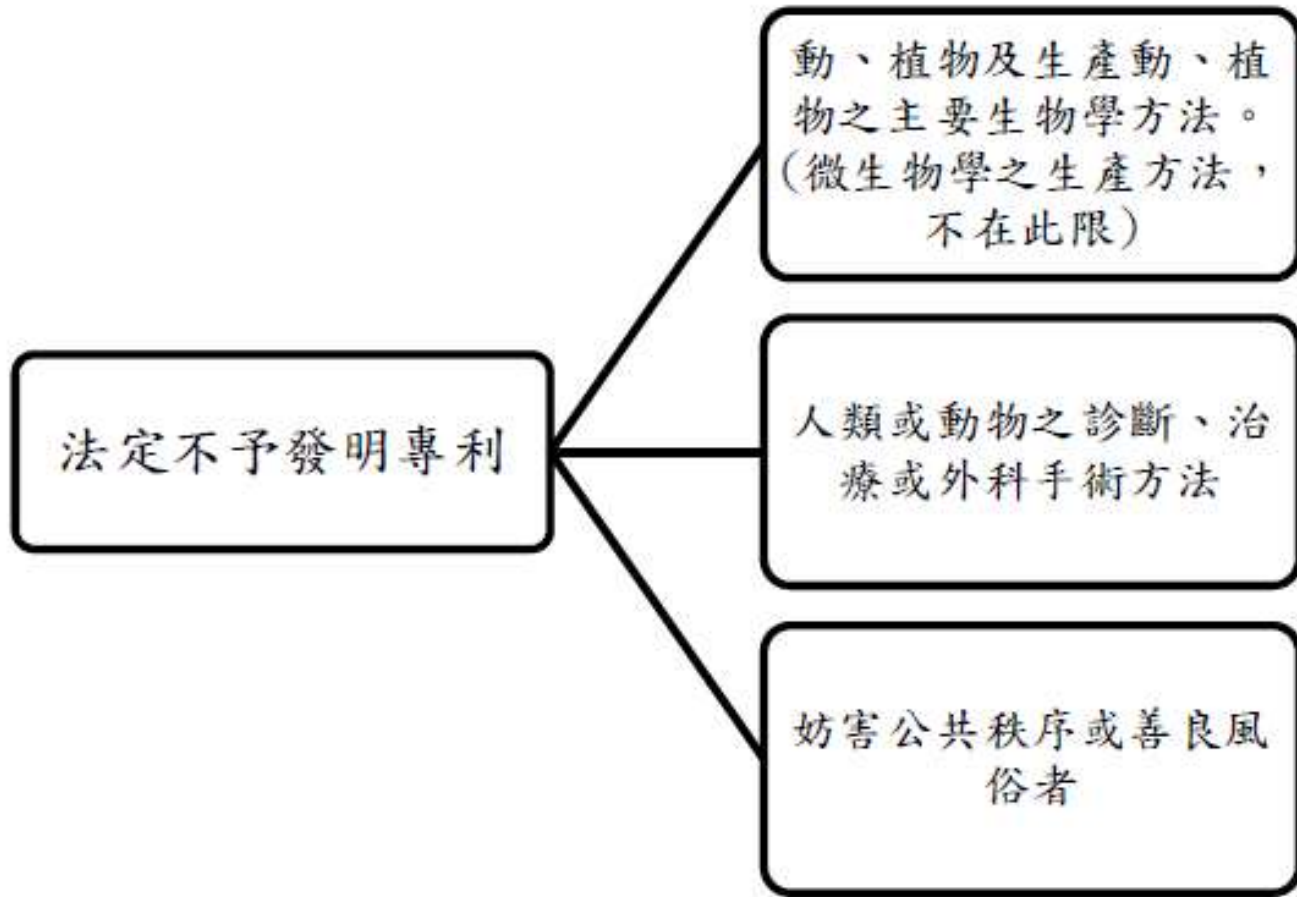 法定不予發明專利
動、植物及生產動、植
物之主要生物學方法。
(微生物學之生產方法，
不在此限)
人類或動物之診斷、治
療或外科手術方法
妨害公共秩序或善良風
俗者